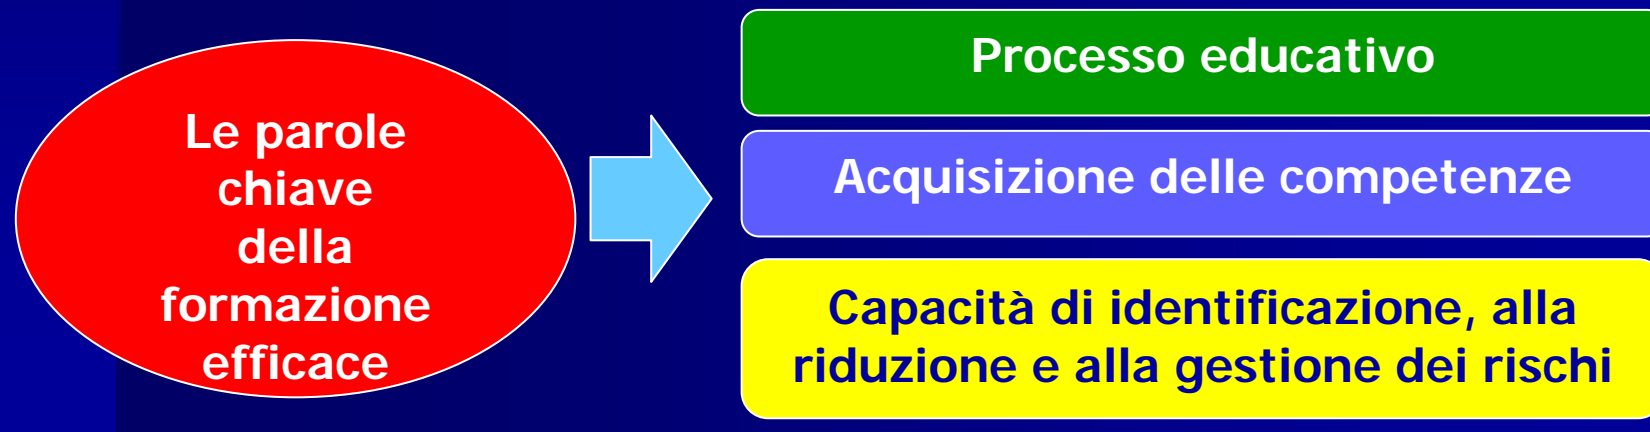 Le parole
chiave
della
formazione
efficace
Processo educativo
Acquisizione delle competenze
Capacità di identificazione, alla
riduzione e alla gestione dei rischi